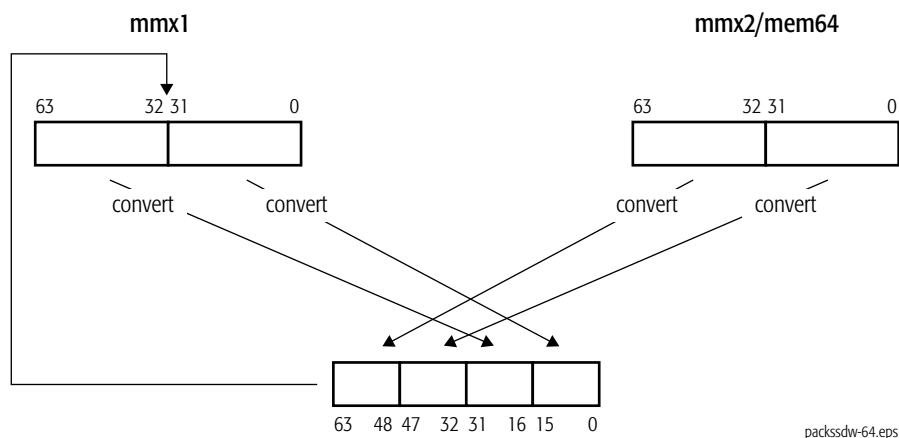 mmx1 mmx2/mem64
63 32 31 0 63 32 31 0
convert convert convert convert
63 48 47 32 31 16 15 0
packssdw-64.eps